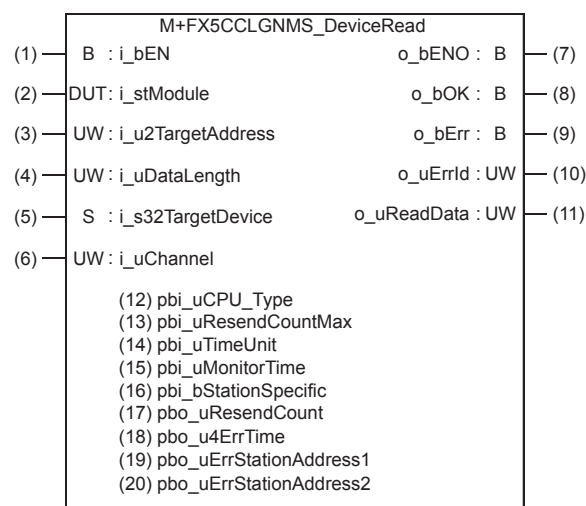 M+FX5CCLGNMS_DeviceRead
(1) B : i_bEN o_bENO : B (7)
(2) DUT : i_stModule o_bOK : B (8)
(3) UW : i_u2TargetAddress o_bErr : B (9)
(4) UW : i_uDataLength o_uErrId : UW (10)
(5) S : i_s32TargetDevice o_uReadData : UW (11)
(6) UW : i_uChannel
(12) pbi_uCPU_Type
(13) pbi_uResendCountMax
(14) pbi_uTimeUnit
(15) pbi_uMonitorTime
(16) pbi_bStationSpecific
(17) pbo_uResendCount
(18) pbo_u4ErrTime
(19) pbo_uErrStationAddress1
(20) pbo_uErrStationAddress2